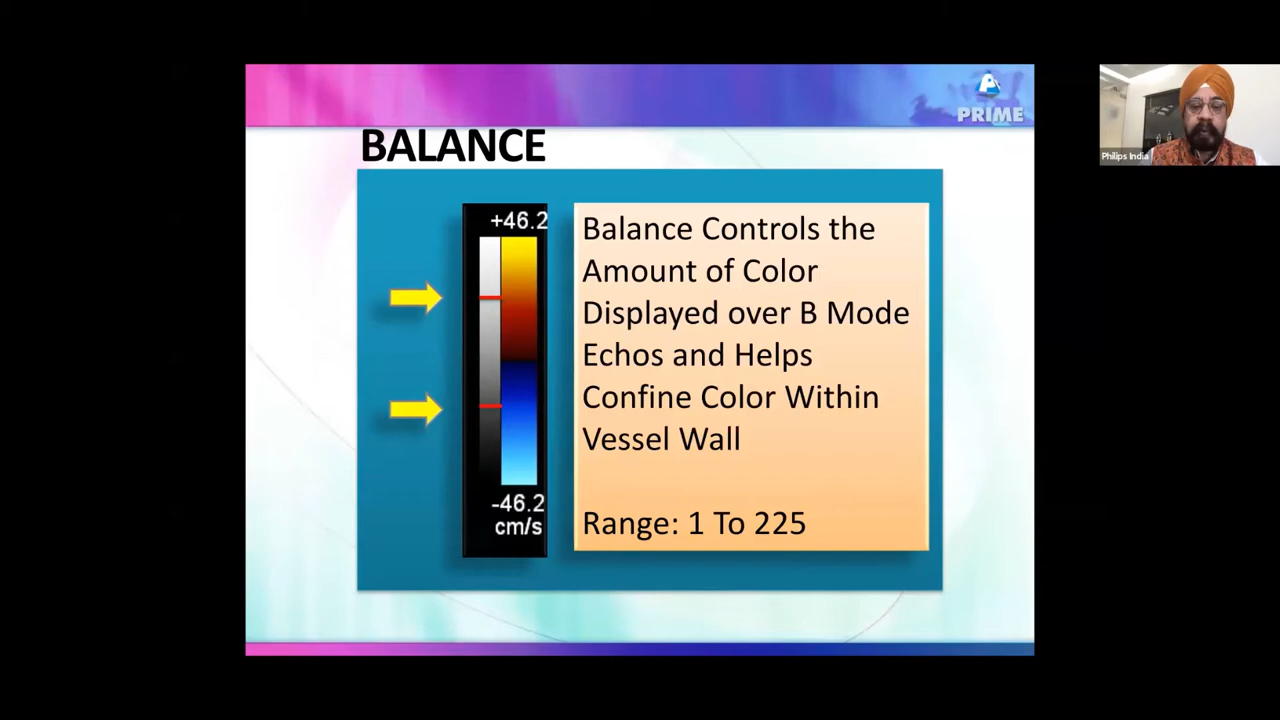 PRIME
BALANCE
+46.2
-46.2
cm/s
Balance Controls the
Amount of Color
Displayed over B Mode
Echos and Helps
Confine Color Within
Vessel Wall
Range: 1 To 225
Philips India